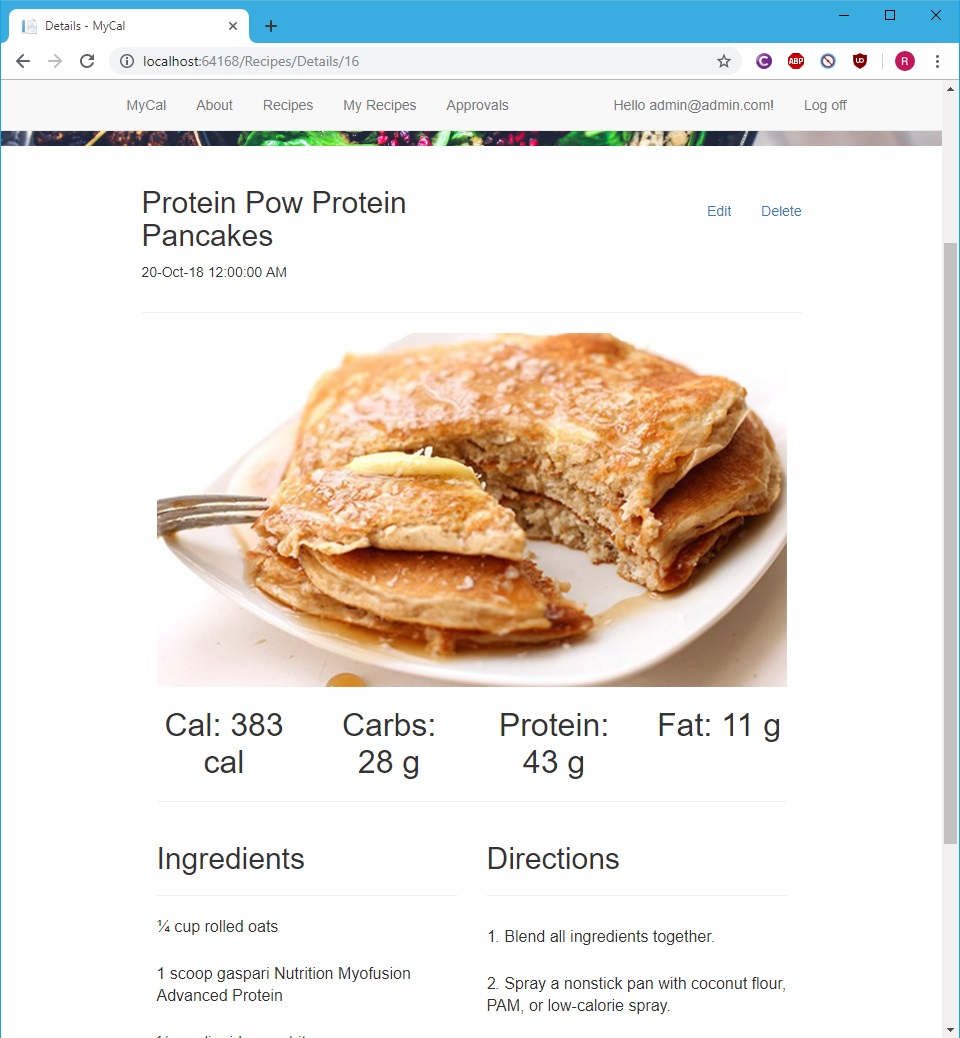 Details - MyCal
localhost:64168/Recipes/Details/16
C
ABP
UD
R
MyCal About Recipes My Recipes Approvals Hello admin@admin.com! Log off
Protein Pow Protein
Pancakes
Edit Delete
20-Oct-18 12:00:00 AM
Cal: 383
cal
Carbs:
28 g
Protein:
43 g
Fat: 11 g
Ingredients
¼ cup rolled oats
1 scoop gaspari Nutrition Myofusion
Advanced Protein
Directions
1. Blend all ingredients together.
2. Spray a nonstick pan with coconut flour,
PAM, or low-calorie spray.